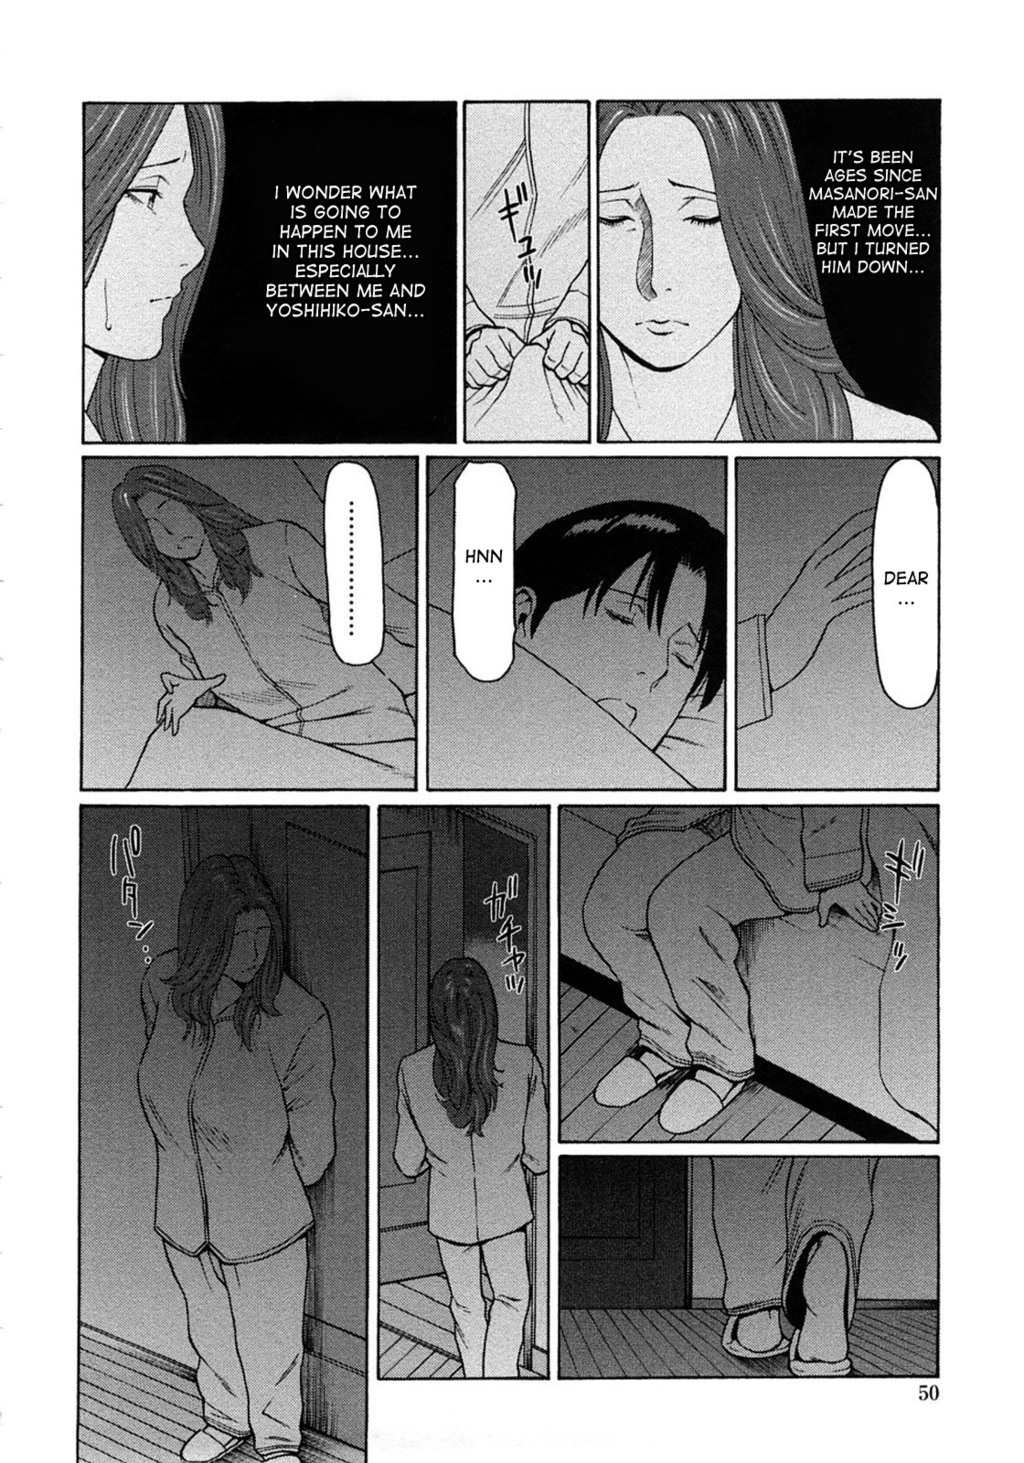 IT'S BEEN
AGES SINCE
MASANORI-SAN
MADE THE
FIRST MOVE...
BUT I TURNED
HIM DOWN...
ギュッ
I WONDER WHAT
IS GOING TO
HAPPEN TO ME
IN THIS HOUSE...
ESPECIALLY
BETWEEN ME AND
YOSHIHIKO-SAN...
DEAR
...
HNN
...
...............
ギシッ
ガチャッ
パタン..
50